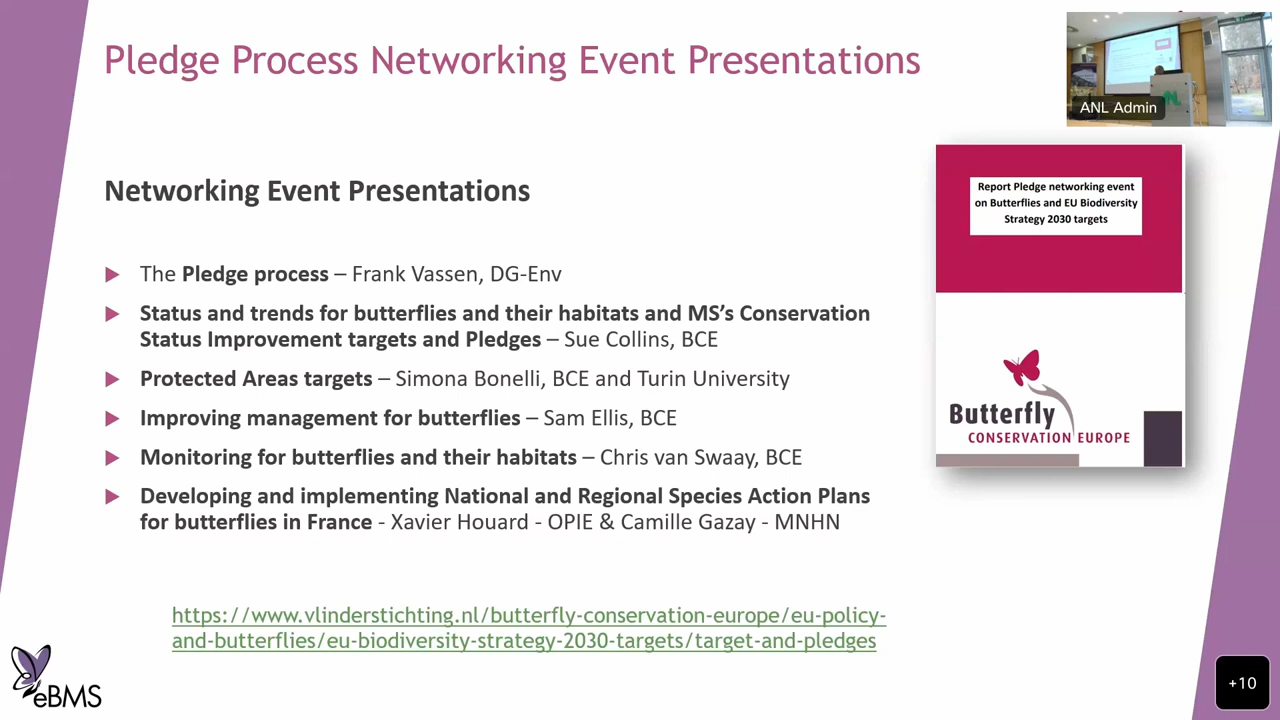 Pledge Process Networking Event Presentations
ANL Admin
Networking Event Presentations
The Pledge process – Frank Vassen, DG-Env
Status and trends for butterflies and their habitats and MS’s Conservation
Status Improvement targets and Pledges – Sue Collins, BCE
Protected Areas targets – Simona Bonelli, BCE and Turin University
Improving management for butterflies – Sam Ellis, BCE
Monitoring for butterflies and their habitats – Chris van Swaay, BCE
Developing and implementing National and Regional Species Action Plans
for butterflies in France - Xavier Houard - OPIE & Camille Gazay - MNHN
Report Pledge networking event
on Butterflies and EU Biodiversity
Strategy 2030 targets
Butterfly
CONSERVATION EUROPE
https://www.vlinderstichting.nl/butterfly-conservation-europe/eu-policy-
and-butterflies/eu-biodiversity-strategy-2030-targets/target-and-pledges
eBMS
+10